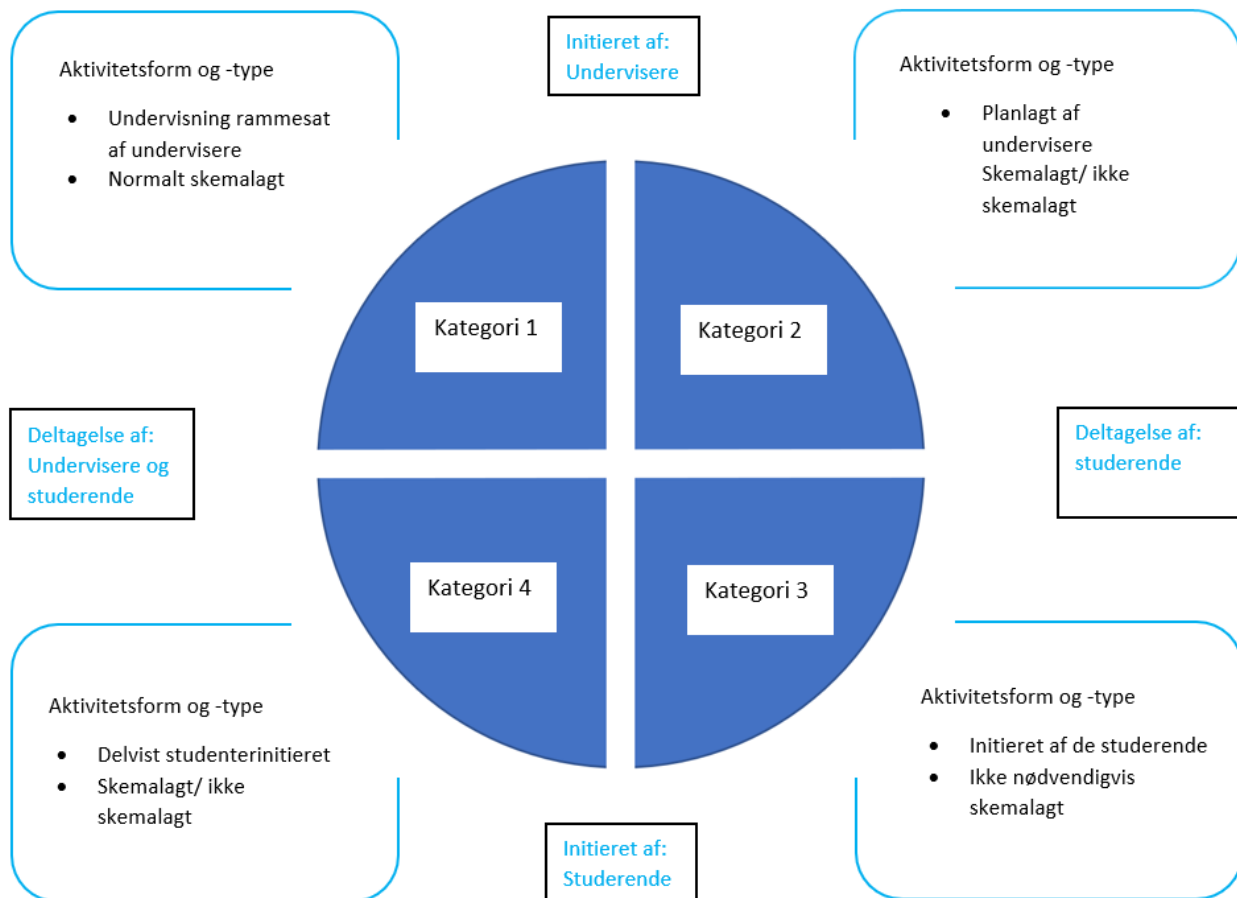 Initieret af:
Undervisere
Aktivitetsform og -type
• Undervisning rammesat
af undervisere
• Normalt skemalagt
Aktivitetsform og -type
• Planlagt af
undervisere
Skemalagt/ ikke
skemalagt
Kategori 1
Kategori 2
Deltagelse af:
Undervisere og
studerende
Deltagelse af:
studerende
Kategori 4
Kategori 3
Aktivitetsform og -type
• Delvist studenterinitieret
• Skemalagt/ ikke
skemalagt
Aktivitetsform og -type
• Initieret af de studerende
• Ikke nødvendigvis
skemalagt
Initieret af:
Studerende